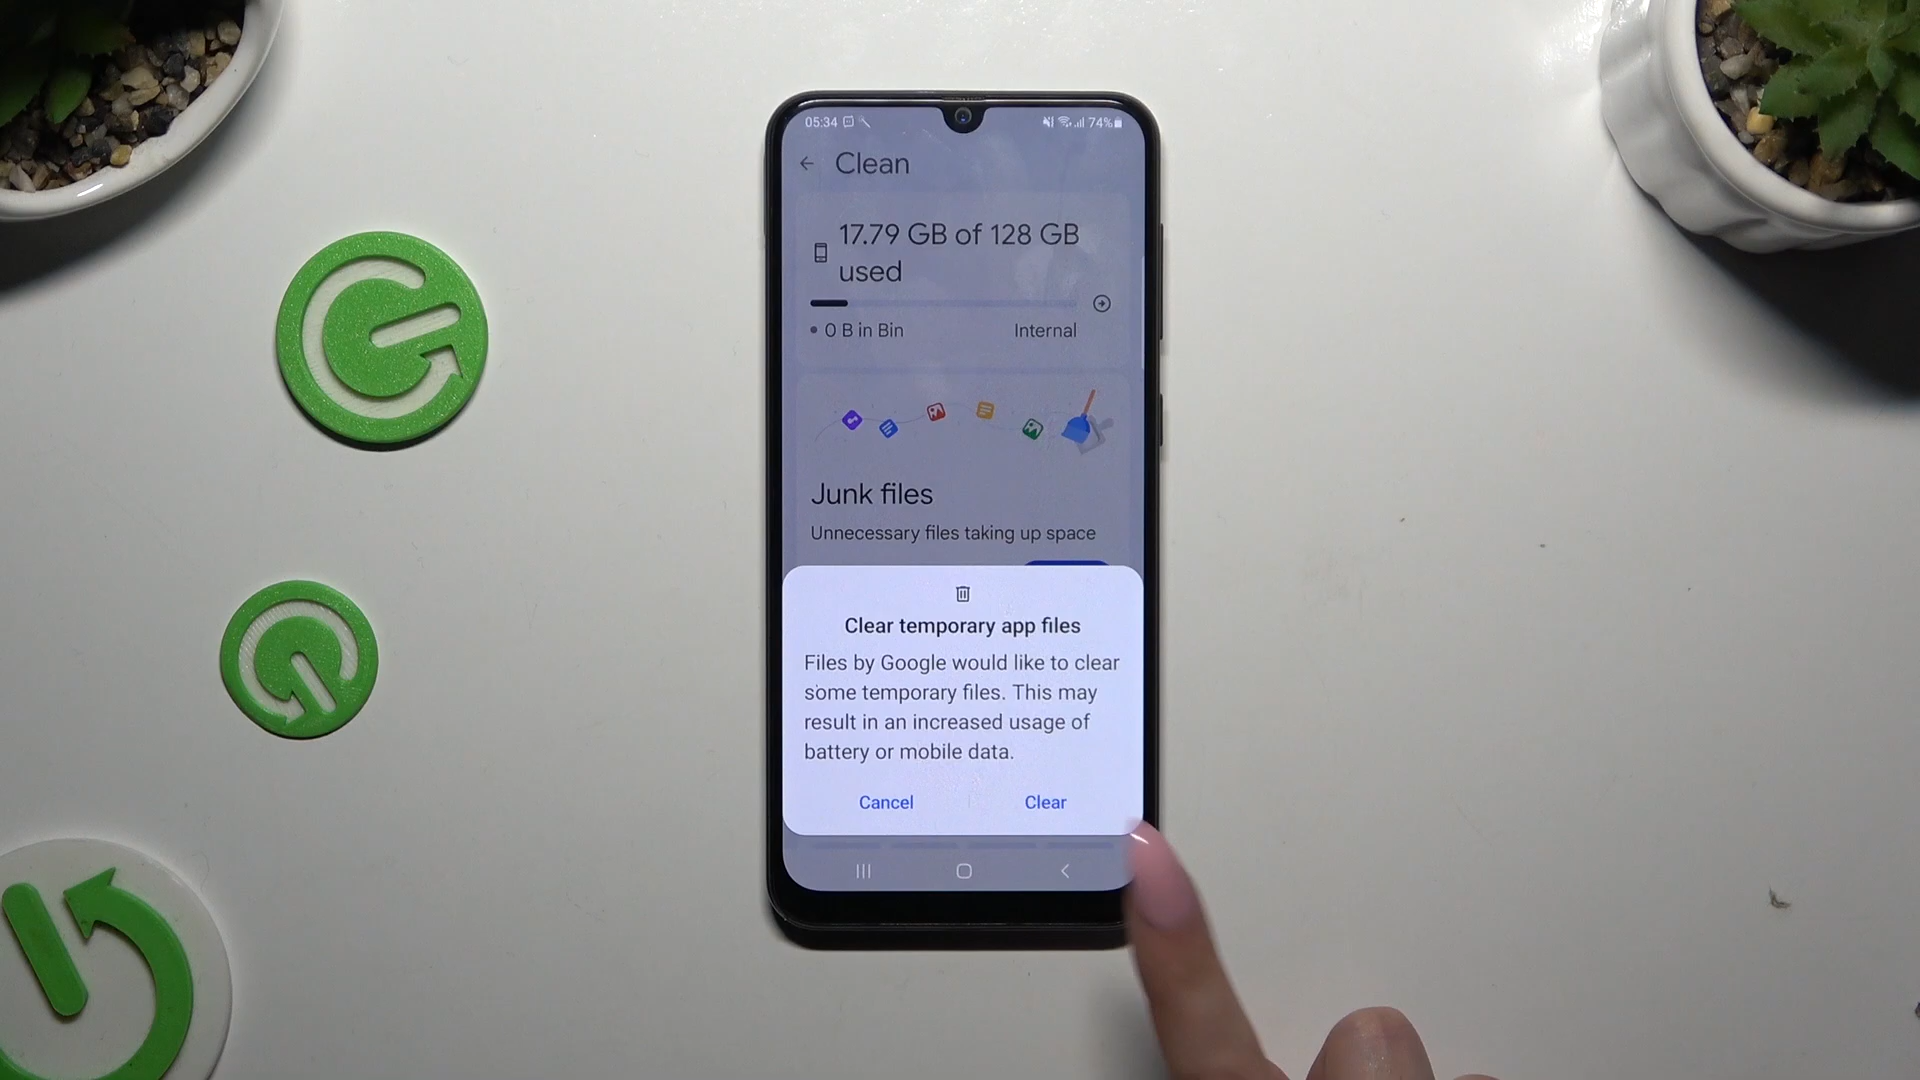 05:34
74%
Clean
17.79 GB of 128 GB
used
0 B in Bin
Internal
Junk files
Unnecessary files taking up space
Clear temporary app files
Files by Google would like to clear
some temporary files. This may
result in an increased usage of
battery or mobile data.
Cancel
Clear